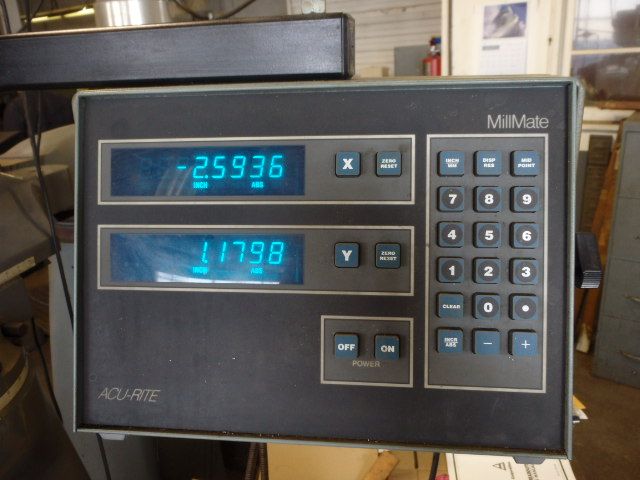 MillMate
-2.5936
INCH ABS
X
ZERO
RESET
1.1798
INCH ABS
Y
ZERO
RESET
INCH
MM
DISP
RES
MID
POINT
7 8 9
4 5 6
1 2 3
CLEAR 0 •
INCR
ABS
− +
OFF ON
POWER
ACU-RITE